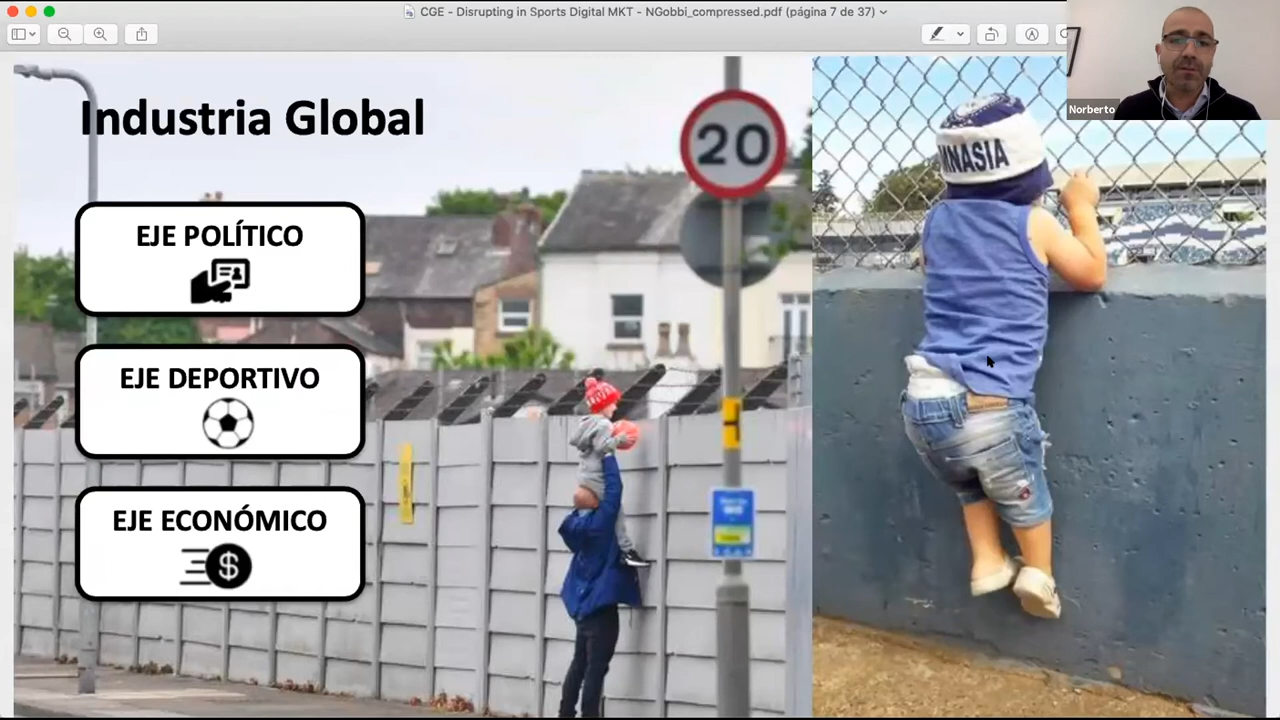 CGE - Disrupting in Sports Digital MKT - NGobbi_compressed.pdf (página 7 de 37)
Norberto
Industria Global
EJE POLÍTICO
EJE DEPORTIVO
EJE ECONÓMICO
20
MNASIA